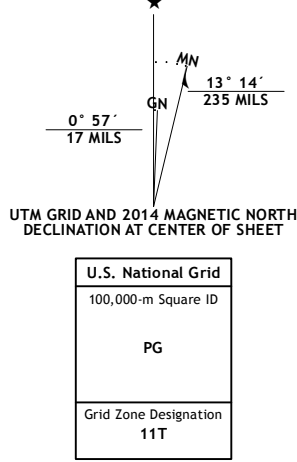 MN
13° 14´
235 MILS
GN
0° 57´
17 MILS
UTM GRID AND 2014 MAGNETIC NORTH
DECLINATION AT CENTER OF SHEET
U.S. National Grid
100,000-m Square ID
PG
Grid Zone Designation
11T